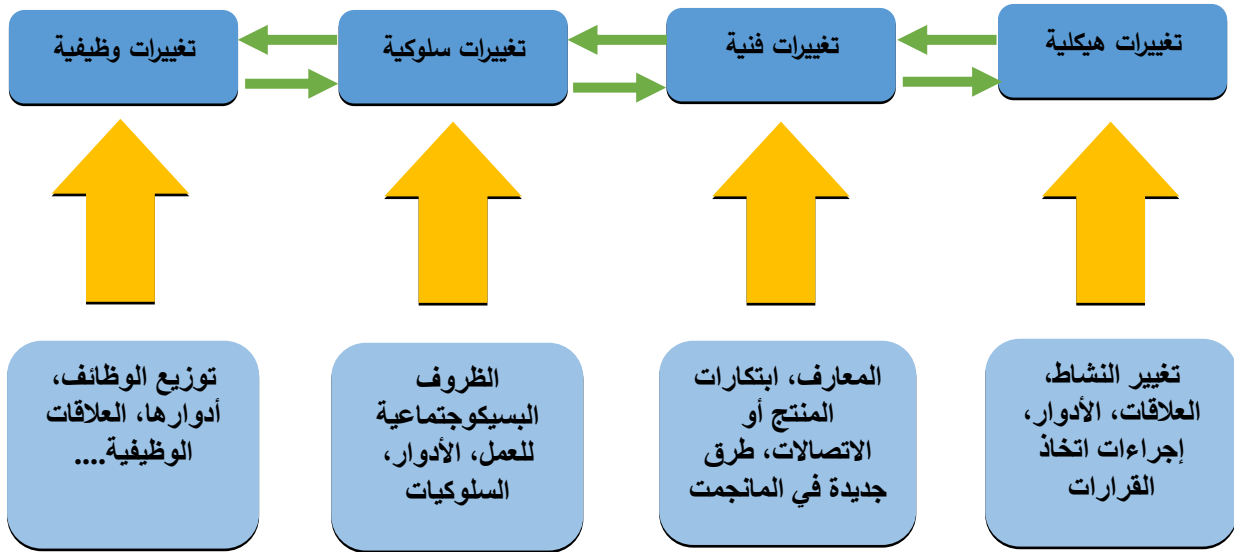 تغييرات هيكلية
تغييرات فنية
تغييرات سلوكية
تغييرات وظيفية
تغيير النشاط،
العلاقات، الأدوار،
إجراءات اتخاذ
القرارات
المعارف، ابتكارات
المنتج أو
الاتصالات، طرق
جديدة في المانجمت
الظروف
البسيكوجتماعية
للعمل، الأدوار،
السلوكيات
توزيع الوظائف،
أدوارها، العلاقات
الوظيفية....